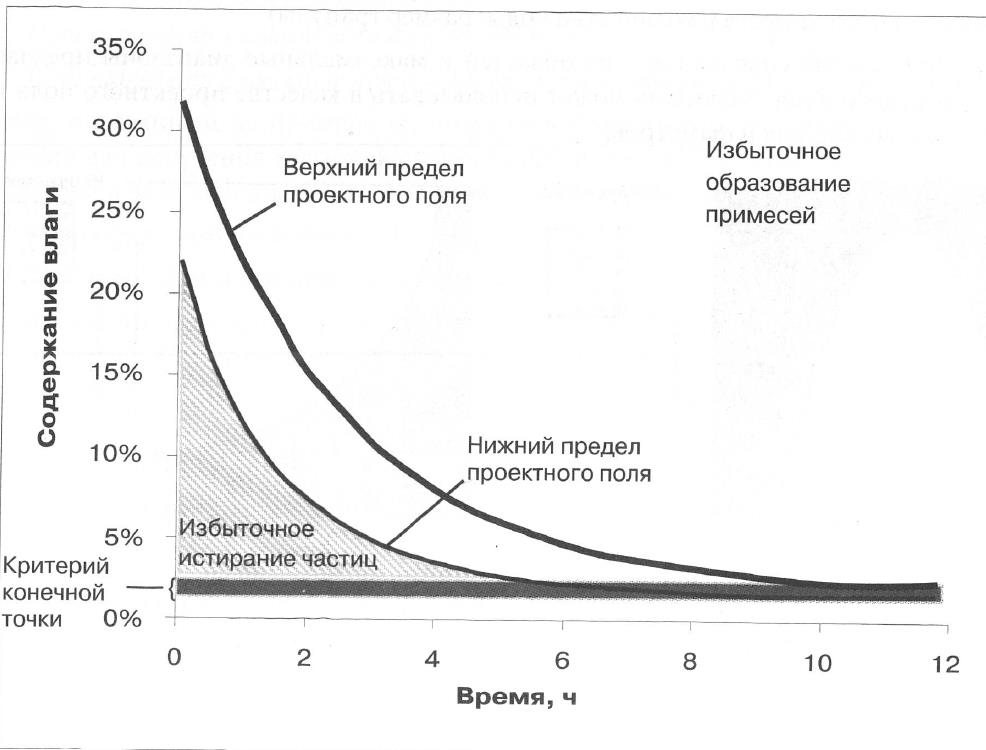 35%
30%
25%
20%
15%
10%
5%
0%
Содержание влаги
Верхний предел
проектного поля
Избыточное
образование
примесей
Нижний предел
проектного поля
Избыточное
истирание частиц
Критерий
конечной
точки
0 2 4 6 8 10 12
Время, ч